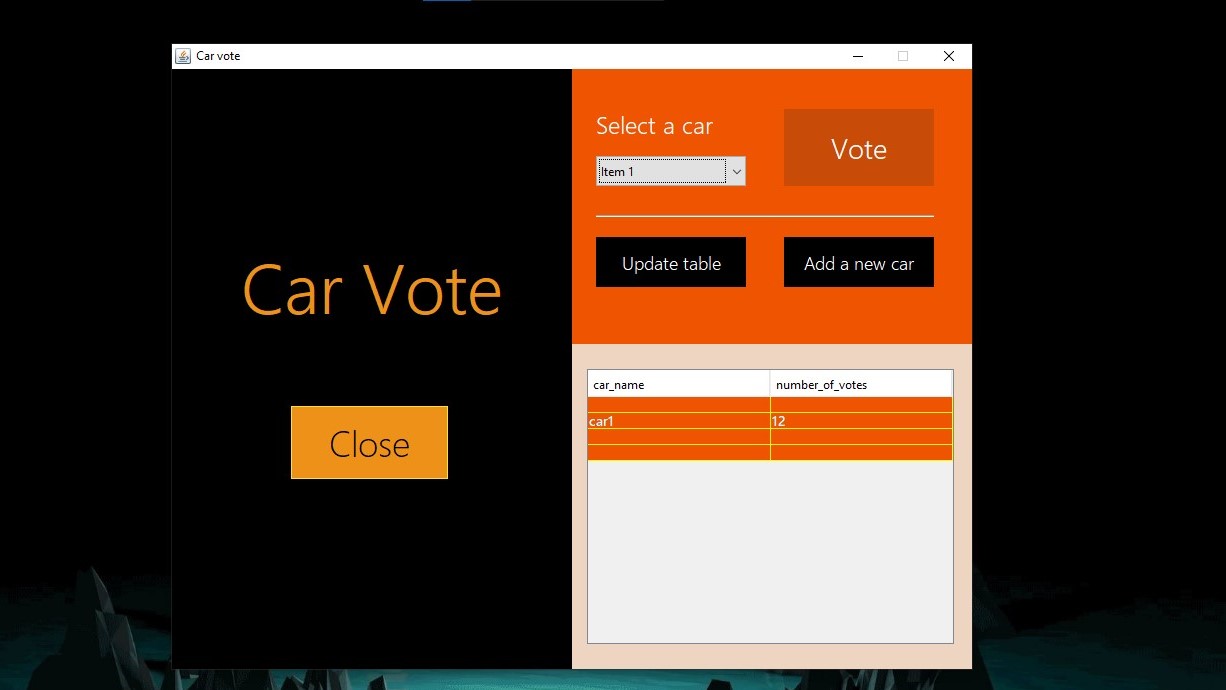 Car vote
Car Vote
Close
Select a car
Item 1
Vote
Update table
Add a new car
car_name number_of_votes
car1 12